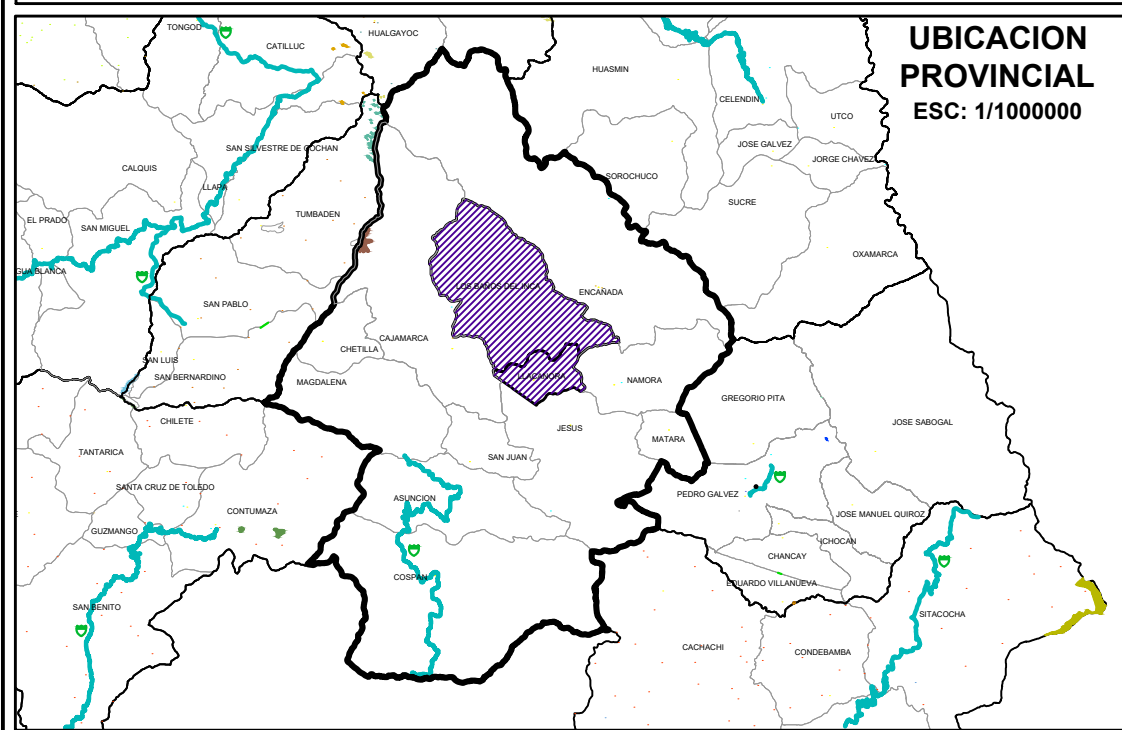 UBICACION
PROVINCIAL
ESC: 1/1000000
TONGOD
CATILLUC
HUALGAYOC
HUASMIN
CELENDIN
UTCO
JOSE GALVEZ
JORGE CHAVEZ
SAN SILVESTRE DE COCHAN
CALQUIS
LLAPA
SOROCHUCO
SUCRE
TUMBADEN
EL PRADO
SAN MIGUEL
OXAMARCA
GUA BLANCA
LOS BAÑOS DEL INCA
ENCAÑADA
SAN PABLO
CAJAMARCA
CHETILLA
SAN LUIS
SAN BERNARDINO
MAGDALENA
LLACANORA
NAMORA
GREGORIO PITA
CHILETE
JESUS
MATARA
JOSE SABOGAL
TANTARICA
SAN JUAN
SANTA CRUZ DE TOLEDO
ASUNCION
PEDRO GALVEZ
CONTUMAZA
JOSE MANUEL QUIROZ
GUZMANGO
ICHOCAN
CHANCAY
COSPAN
EDUARDO VILLANUEVA
SAN BENITO
SITACOCHA
CACHACHI
CONDEBAMBA